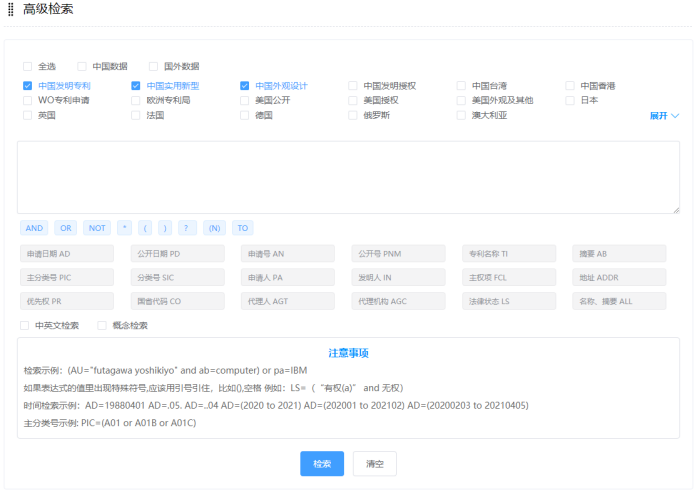 高级检索
全选 中国数据 国外数据
中国发明专利 中国实用新型 中国外观设计 中国发明授权 中国台湾 中国香港
WO专利申请 欧洲专利局 美国公开 美国授权 美国外观及其他 日本
英国 法国 德国 俄罗斯 澳大利亚 展开
AND OR NOT * ( ) ? (N) TO
申请日期 AD 公开日期 PD 申请号 AN 公开号 PNM 专利名称 TI 摘要 AB
主分类号 PIC 分类号 SIC 申请人 PA 发明人 IN 主权项 FCL 地址 ADDR
优先权 PR 国省代码 CO 代理人 AGT 代理机构 AGC 法律状态 LS 名称、摘要 ALL
中英文检索 概念检索
注意事项
检索示例：(AU="futagawa yoshikiyo" and ab=computer) or pa=IBM
如果表达式的值里出现特殊符号,应该用引号引住，比如(),空格 例如：LS=（ “有权(a)” and 无权）
时间检索示例：AD=19880401 AD=.05. AD=..04 AD=(2020 to 2021) AD=(202001 to 202102) AD=(20200203 to 20210405)
主分类号示例: PIC=(A01 or A01B or A01C)
检索 清空